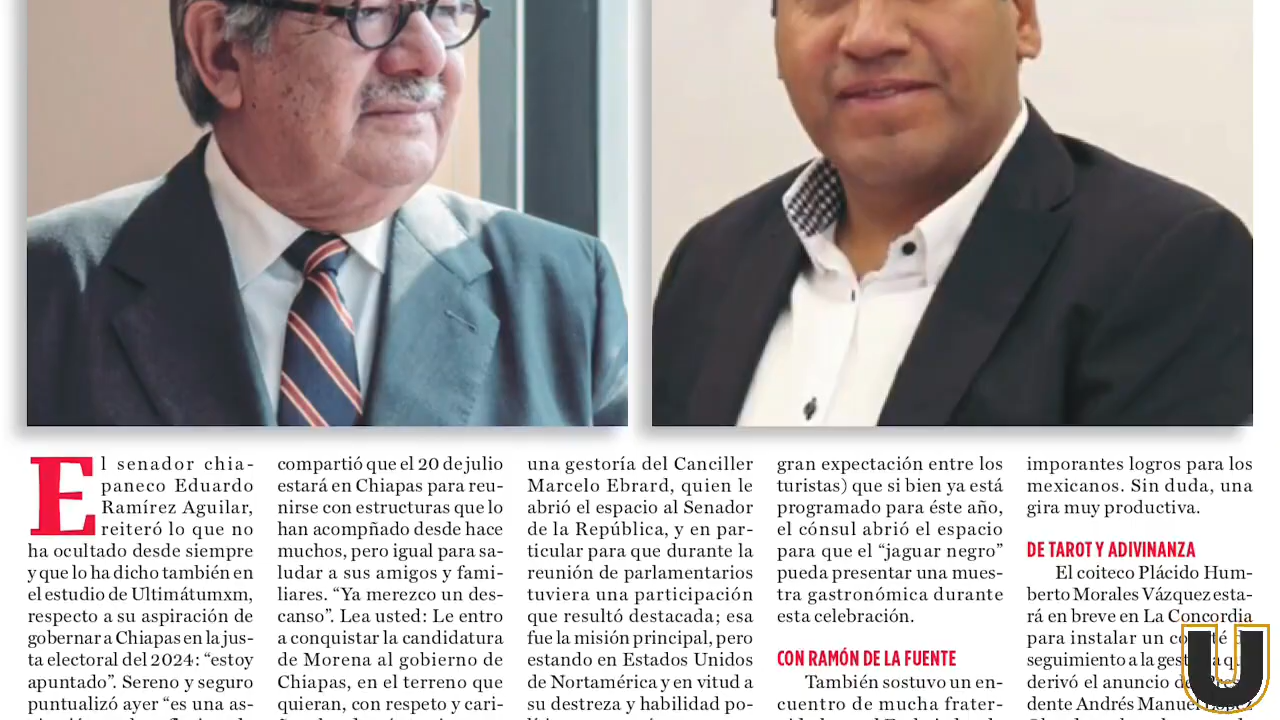 El senador chia-
paneco Eduardo
Ramírez Aguilar,
reiteró lo que no
ha ocultado desde siempre
y que lo ha dicho también en
el estudio de Ultimátumxm,
respecto a su aspiración de
gobernar a Chiapas en la jus-
ta electoral del 2024: “estoy
apuntado”. Sereno y seguro
puntualizó ayer “es una as-
compartió que el 20 de julio
estará en Chiapas para reu-
nirse con estructuras que lo
han acompñado desde hace
muchos, pero igual para sa-
ludar a sus amigos y fami-
liares. “Ya merezco un des-
canso”. Lea usted: Le entro
a conquistar la candidatura
de Morena al gobierno de
Chiapas, en el terreno que
quieran, con respeto y cari-
una gestoría del Canciller
Marcelo Ebrard, quien le
abrió el espacio al Senador
de la República, y en par-
ticular para que durante la
reunión de parlamentarios
tuviera una participación
que resultó destacada; esa
fue la misión principal, pero
estando en Estados Unidos
de Nortamérica y en vitud a
su destreza y habilidad po-
gran expectación entre los
turistas) que si bien ya está
programado para éste año,
el cónsul abrió el espacio
para que el “jaguar negro”
pueda presentar una mues-
tra gastronómica durante
esta celebración.
CON RAMÓN DE LA FUENTE
También sostuvo un en-
cuentro de mucha frater-
imporantes logros para los
mexicanos. Sin duda, una
gira muy productiva.
DE TAROT Y ADIVINANZA
El coiteco Plácido Hum-
berto Morales Vázquez esta-
rá en breve en La Concordia
para instalar un comité de
seguimiento a la gestoría que
derivó el anuncio del Presi-
dente Andrés Manuel López
U